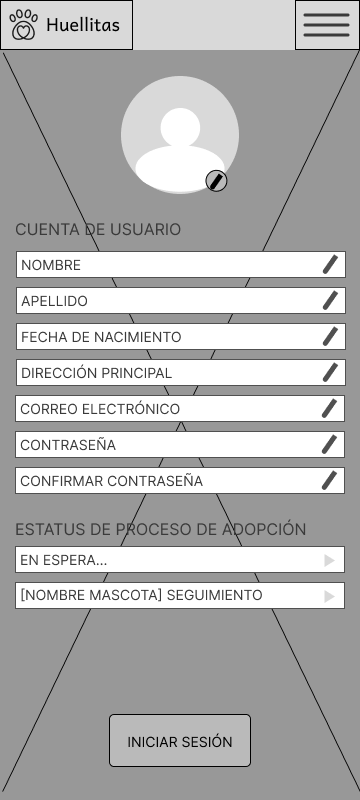 Huellitas
CUENTA DE USUARIO
NOMBRE
APELLIDO
FECHA DE NACIMIENTO
DIRECCIÓN PRINCIPAL
CORREO ELECTRÓNICO
CONTRASEÑA
CONFIRMAR CONTRASEÑA
ESTATUS DE PROCESO DE ADOPCIÓN
EN ESPERA...
[NOMBRE MASCOTA] SEGUIMIENTO
INICIAR SESIÓN